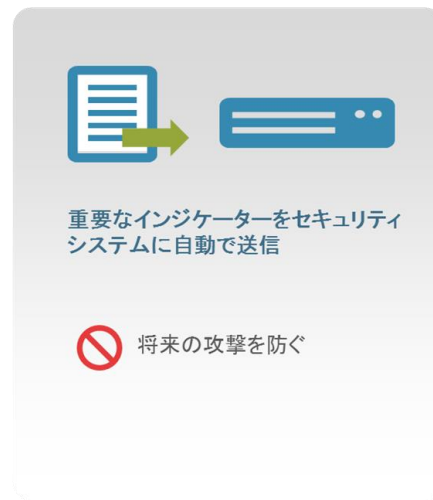 重要なインジケーターをセキュリティ
システムに自動で送信
将来の攻撃を防ぐ